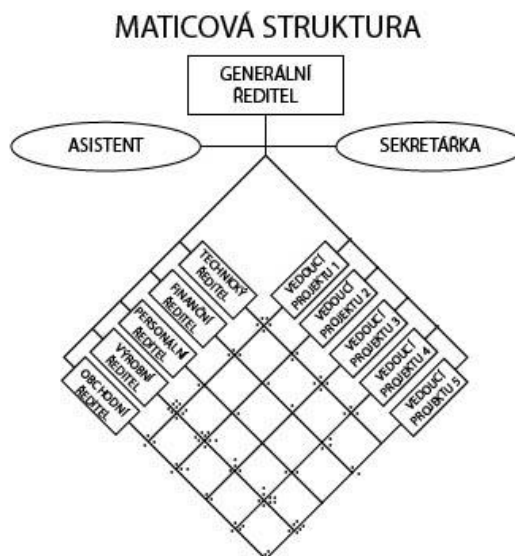 MATICOVÁ STRUKTURA
GENERÁLNÍ
ŘEDITEL
ASISTENT
SEKRETÁŘKA
TECHNICKÝ
ŘEDITEL
FINANČNÍ
ŘEDITEL
PERSONÁLNÍ
ŘEDITEL
VÝROBNÍ
ŘEDITEL
OBCHODNÍ
ŘEDITEL
VEDOUCÍ
PROJEKTU 1
VEDOUCÍ
PROJEKTU 2
VEDOUCÍ
PROJEKTU 3
VEDOUCÍ
PROJEKTU 4
VEDOUCÍ
PROJEKTU 5